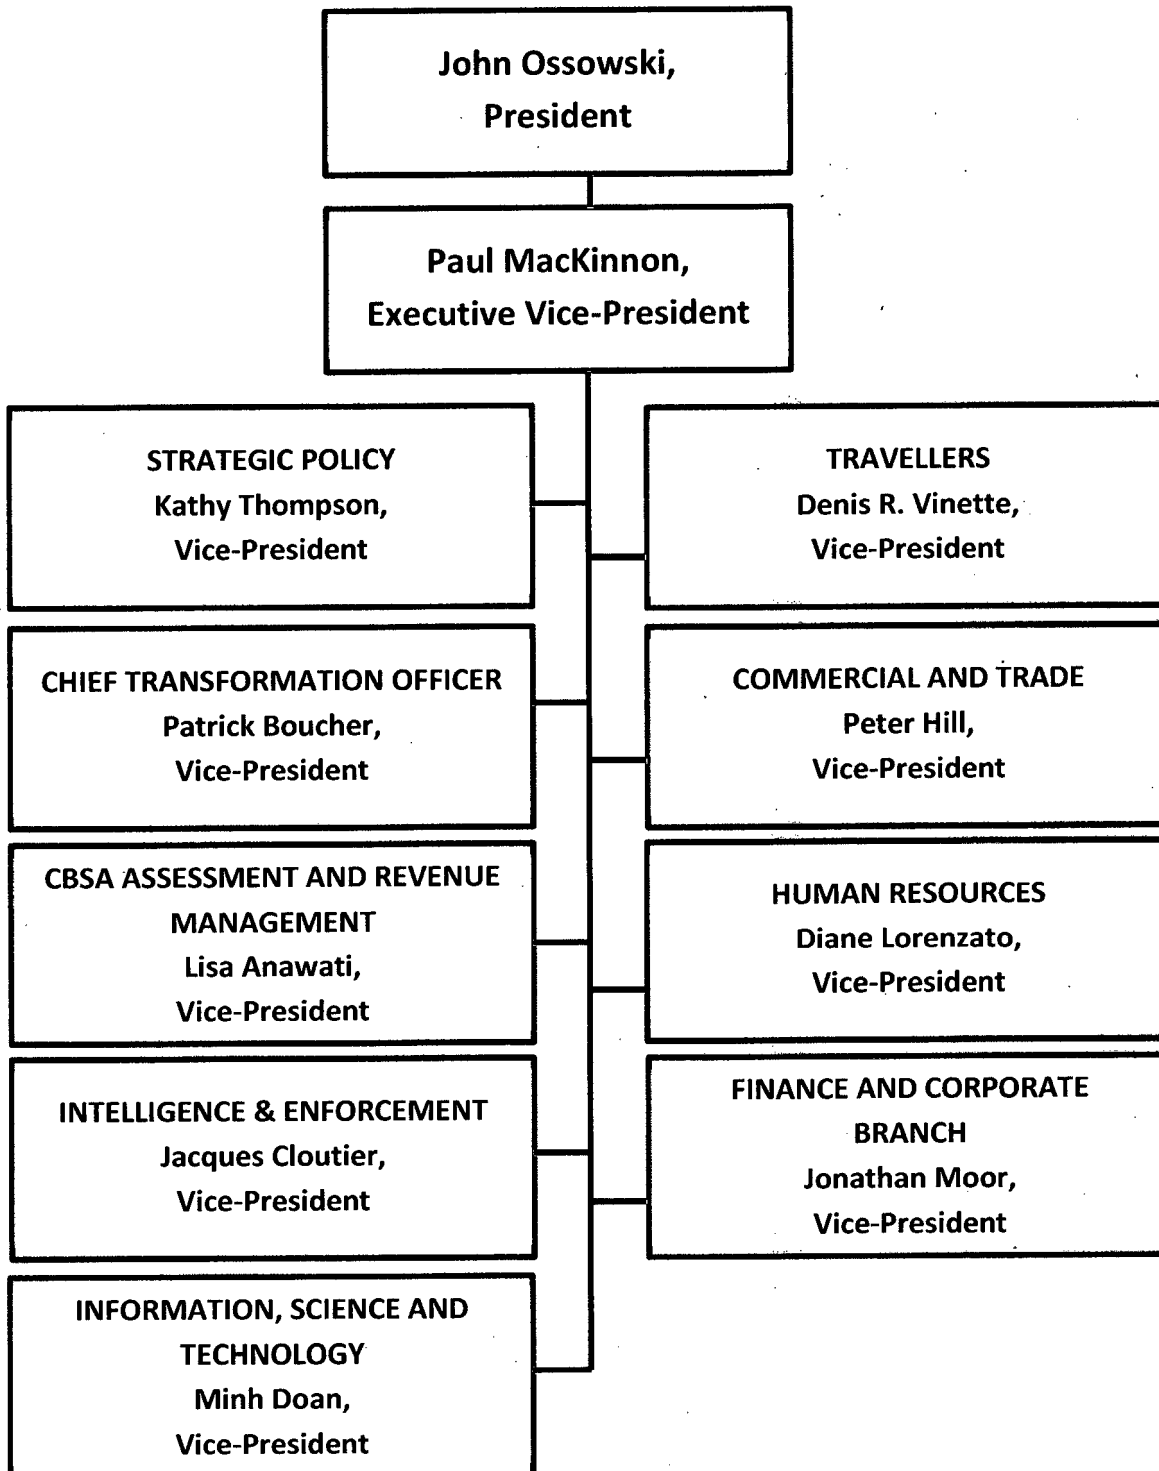 John Ossowski,
President
Paul MacKinnon,
Executive Vice-President
STRATEGIC POLICY
Kathy Thompson,
Vice-President
TRAVELLERS
Denis R. Vinette,
Vice-President
CHIEF TRANSFORMATION OFFICER
Patrick Boucher,
Vice-President
COMMERCIAL AND TRADE
Peter Hill,
Vice-President
CBSA ASSESSMENT AND REVENUE
MANAGEMENT
Lisa Anawati,
Vice-President
HUMAN RESOURCES
Diane Lorenzato,
Vice-President
INTELLIGENCE & ENFORCEMENT
Jacques Cloutier,
Vice-President
FINANCE AND CORPORATE
BRANCH
Jonathan Moor,
Vice-President
INFORMATION, SCIENCE AND
TECHNOLOGY
Minh Doan,
Vice-President